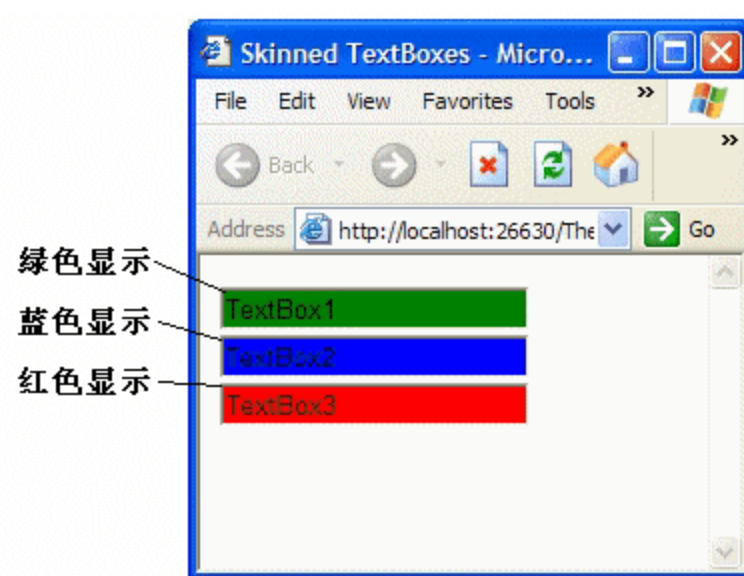 Skinned TextBoxes - Micro...
File Edit View Favorites Tools »
Back »
Address http://localhost:26630/The Go
绿色显示
TextBox1
蓝色显示
TextBox2
红色显示
TextBox3